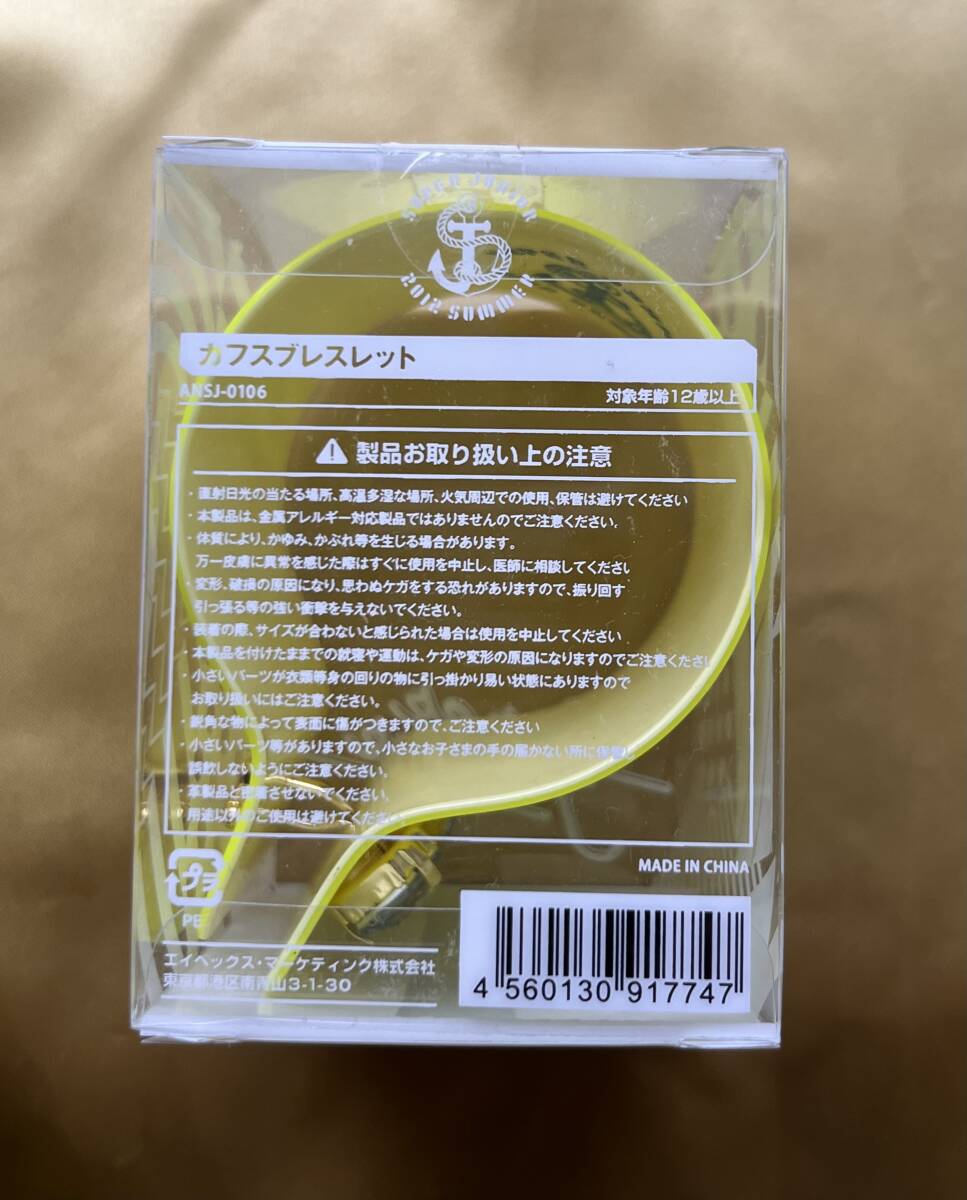 SUPER JUNIOR
2012 SUMMER
カフスブレスレット
ANSJ-0106
対象年齢12歳以上
製品お取り扱い上の注意
・直射日光の当たる場所、高温多湿な場所、火気周辺での使用、保管は避けてください
・本製品は、金属アレルギー対応製品ではありませんのでご注意ください。
・体質により、かゆみ、かぶれ等を生じる場合があります。
万一皮膚に異常を感じた際はすぐに使用を中止し、医師に相談してください
・変形、破損の原因になり、思わぬケガをする恐れがありますので、振り回す
引っ張る等の強い衝撃を与えないでください。
・装着の際、サイズが合わないと感じられた場合は使用を中止してください
・本製品を付けたままでの就寝や運動は、ケガや変形の原因になりますのでご注意ください
・小さいパーツが衣類等身の回りの物に引っ掛かり易い状態にありますので
お取り扱いにはご注意ください。
・鋭角な物によって表面に傷がつきますので、ご注意ください
・小さいパーツ等がありますので、小さなお子さまの手の届かない所に保管し
誤飲しないようにご注意ください。
・革製品と密着させないでください。
・用途以外のご使用は避けてください
プラ
MADE IN CHINA
エイベックス・マーケティング株式会社
東京都港区南青山3-1-30
4 560130 917747